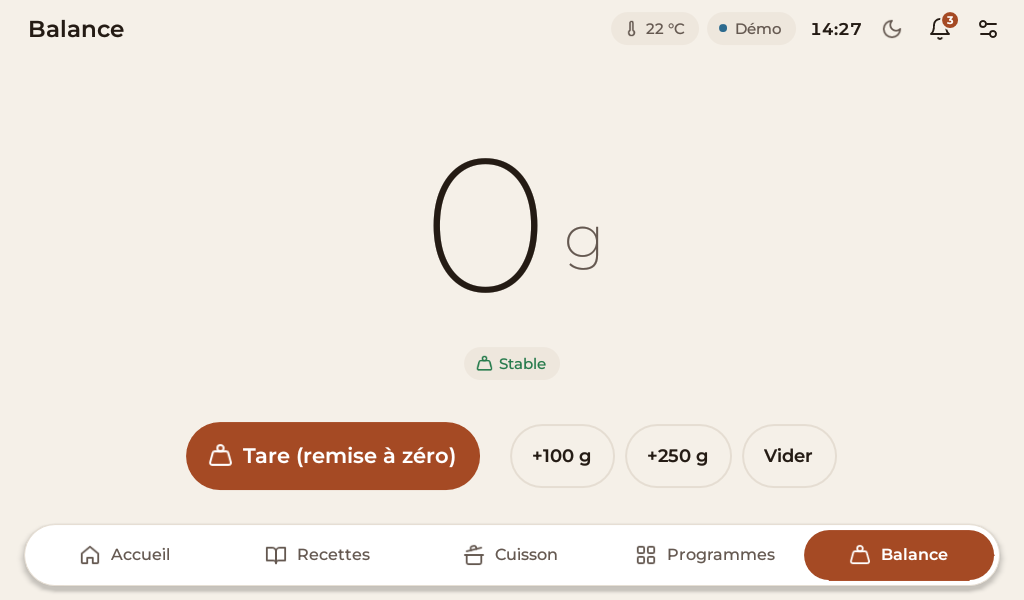 Balance
22 °C
Démo
14:27
3
0 g
Stable
Tare (remise à zéro)
+100 g
+250 g
Vider
Accueil
Recettes
Cuisson
Programmes
Balance